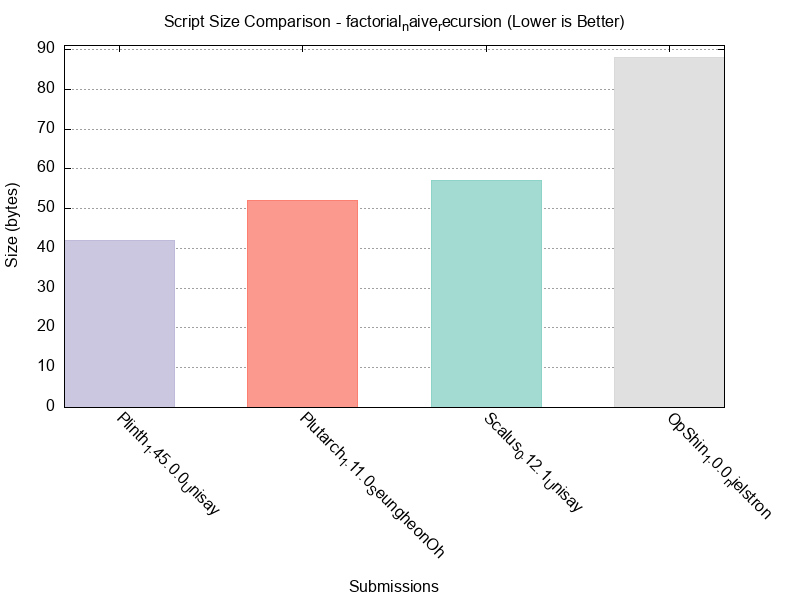 Script Size Comparison - factorial_naive_recursion (Lower is Better)
90
80
70
60
50
40
30
20
10
0
Size (bytes)
Plinth_1.45.0.0_Unisay
Plutarch_1.11.0_SeungheonOh
Scalus_0.12.1_Unisay
OpShin_1.0.0_nielstron
Submissions